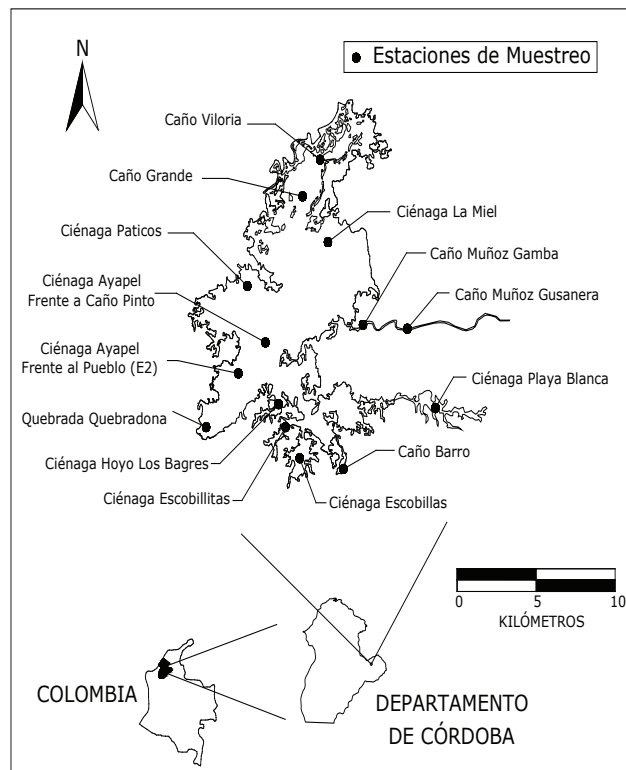 N
Estaciones de Muestreo
Caño Viloria
Caño Grande
Ciénaga La Miel
Ciénaga Paticos
Caño Muñoz Gamba
Ciénaga Ayapel
Frente a Caño Pinto
Caño Muñoz Gusanera
Ciénaga Ayapel
Frente al Pueblo (E2)
Ciénaga Playa Blanca
Quebrada Quebradona
Ciénaga Hoyo Los Bagres
Caño Barro
Ciénaga Escobillitas
Ciénaga Escobillas
0 5 10
KILÓMETROS
COLOMBIA
DEPARTAMENTO
DE CÓRDOBA